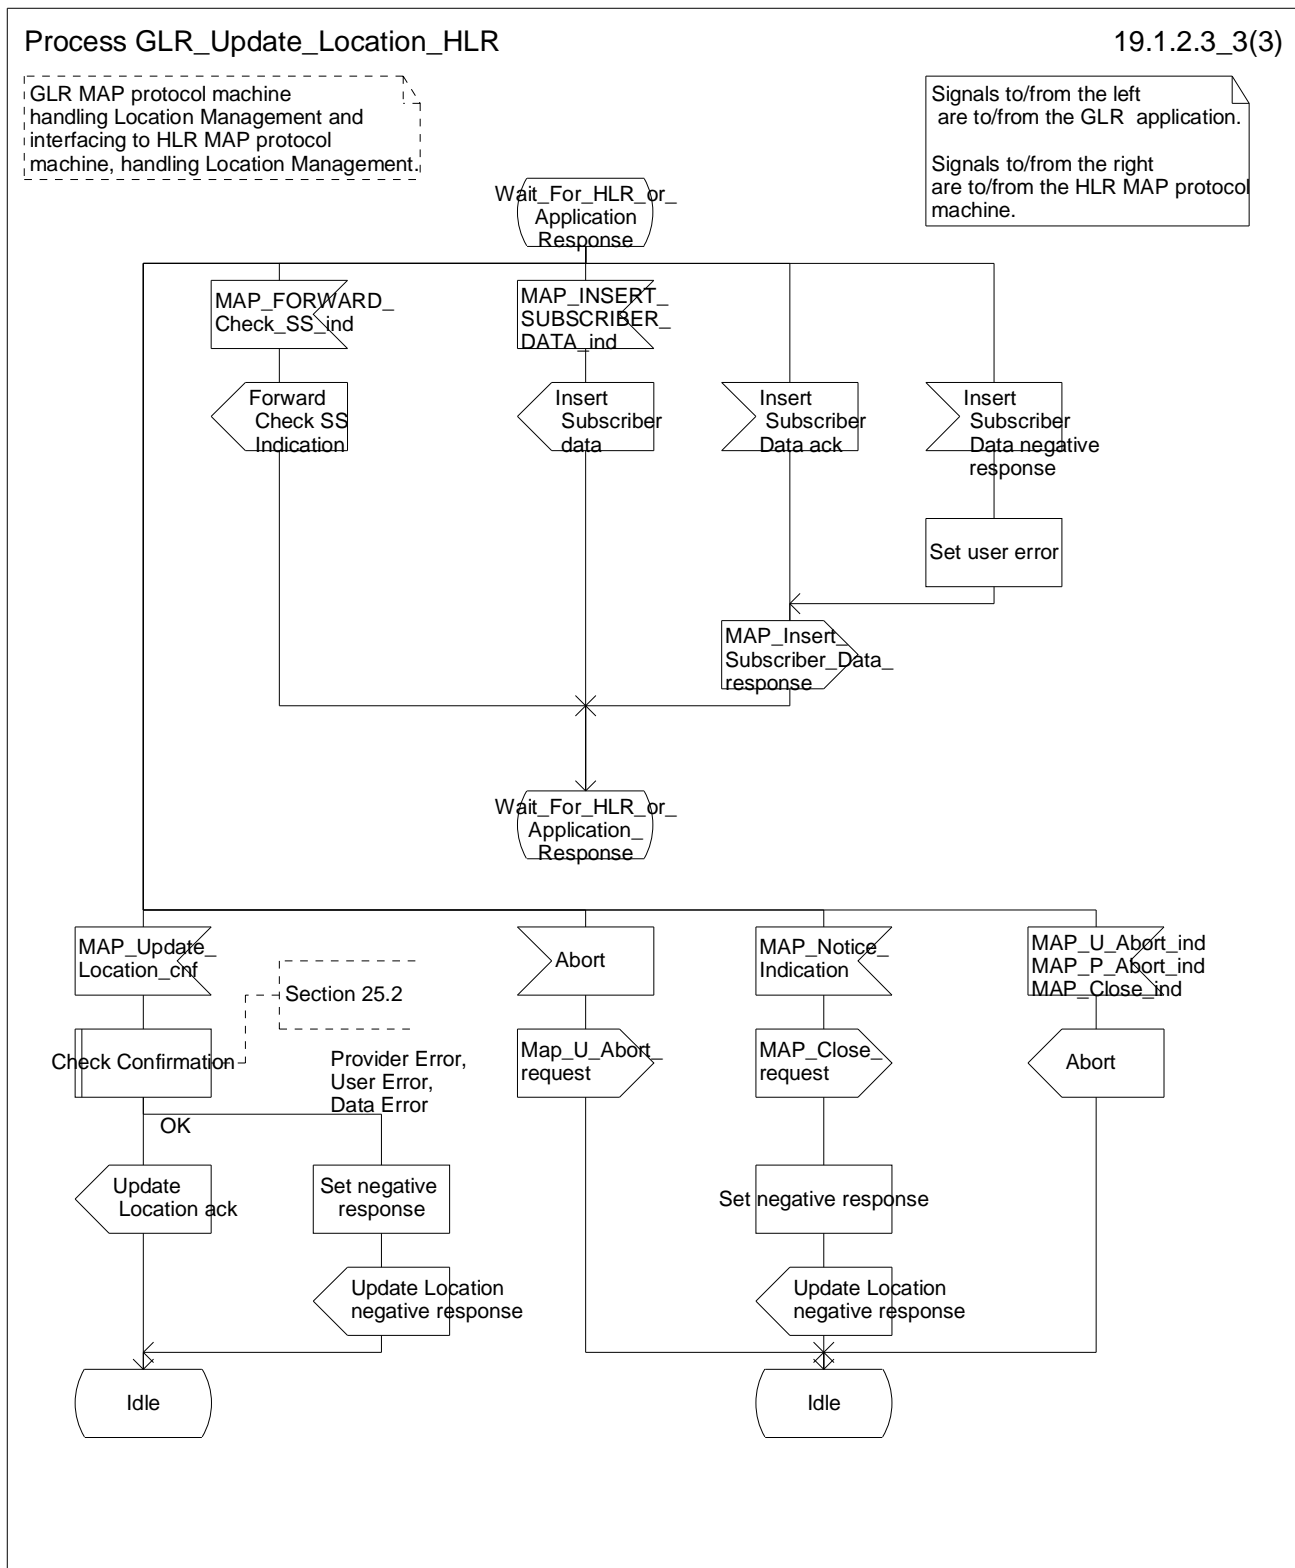 Process GLR_Update_Location_HLR
19.1.2.3_3(3)
GLR MAP protocol machine
handling Location Management and
interfacing to HLR MAP protocol
machine, handling Location Management.
Signals to/from the left
are to/from the GLR application.
Signals to/from the right
are to/from the HLR MAP protocol
machine.
Wait_For_HLR_or_
Application
Response
MAP_FORWARD_
Check_SS_ind
MAP_INSERT_
SUBSCRIBER_
DATA_ind
Forward
Check SS
Indication
Insert
Subscriber
data
Insert
Subscriber
Data ack
Insert
Subscriber
Data negative
response
Set user error
MAP_Insert_
Subscriber_Data_
response
Wait_For_HLR_or_
Application_
Response
MAP_Update_
Location_cnf
Abort
MAP_Notice_
Indication
MAP_U_Abort_ind
MAP_P_Abort_ind
MAP_Close_ind
Section 25.2
Check Confirmation
Provider Error,
User Error,
Data Error
Map_U_Abort_
request
MAP_Close_
request
Abort
OK
Update
Location ack
Set negative
response
Set negative response
Update Location
negative response
Update Location
negative response
Idle
Idle